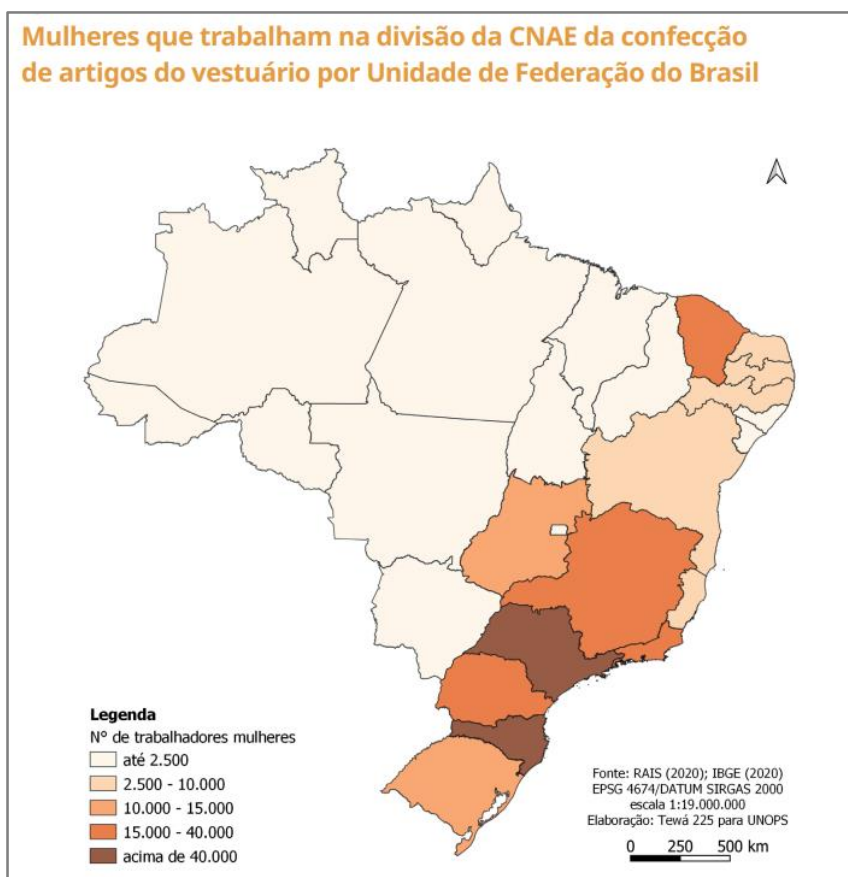 Mulheres que trabalham na divisão da CNAE da confecção
de artigos do vestuário por Unidade de Federação do Brasil
Legenda
N° de trabalhadores mulheres
até 2.500
2.500 - 10.000
10.000 - 15.000
15.000 - 40.000
acima de 40.000
Fonte: RAIS (2020); IBGE (2020)
EPSG 4674/DATUM SIRGAS 2000
escala 1:19.000.000
Elaboração: Tewá 225 para UNOPS
0 250 500 km